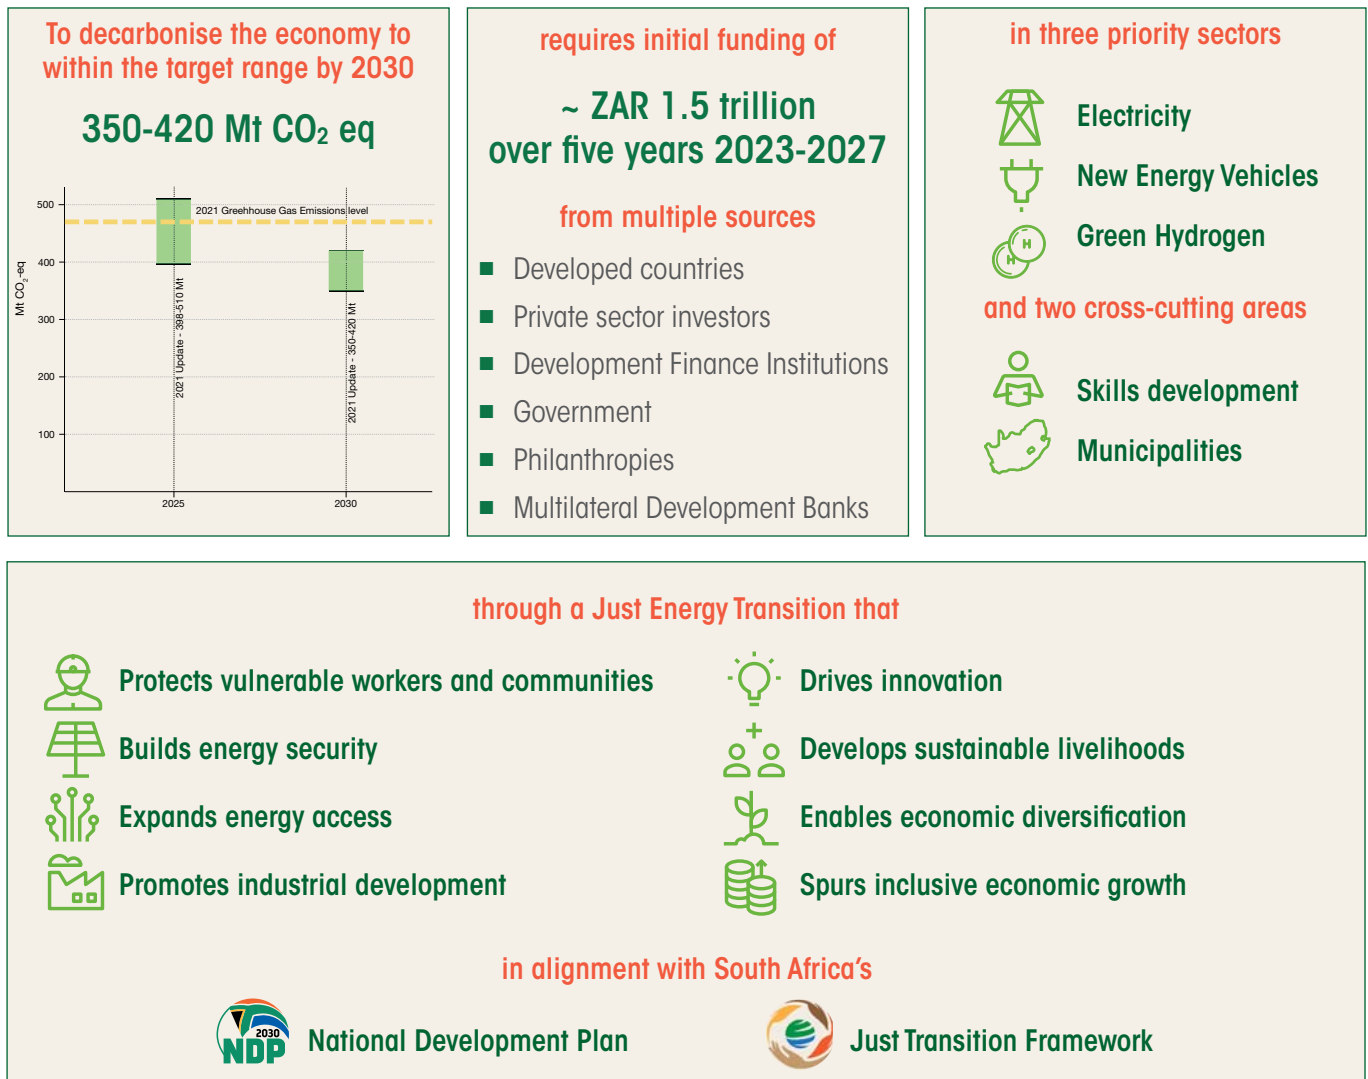 To decarbonise the economy to
within the target range by 2030
350-420 Mt CO₂ eq
Mt CO₂-eq
500
400
300
200
100
2021 Greehhouse Gas Emissions level
2021 Update - 398-510 Mt
2021 Update - 350-420 Mt
2025
2030
requires initial funding of
~ ZAR 1.5 trillion
over five years 2023-2027
from multiple sources
Developed countries
Private sector investors
Development Finance Institutions
Government
Philanthropies
Multilateral Development Banks
in three priority sectors
Electricity
New Energy Vehicles
H
H
Green Hydrogen
and two cross-cutting areas
Skills development
Municipalities
through a Just Energy Transition that
Protects vulnerable workers and communities
Builds energy security
Expands energy access
Promotes industrial development
Drives innovation
Develops sustainable livelihoods
Enables economic diversification
Spurs inclusive economic growth
in alignment with South Africa’s
2030
NDP
National Development Plan
Just Transition Framework